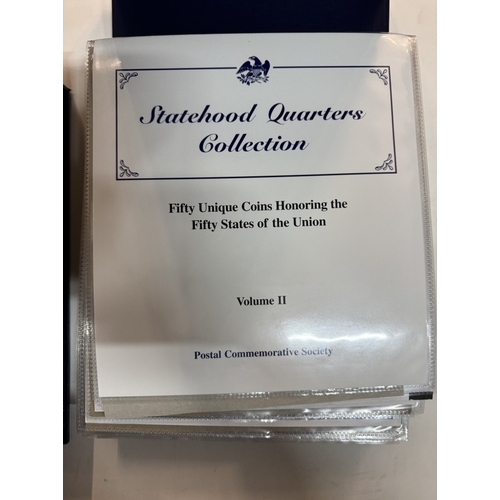 Statehood Quarters
Collection
Fifty Unique Coins Honoring the
Fifty States of the Union
Volume II
Postal Commemorative Society